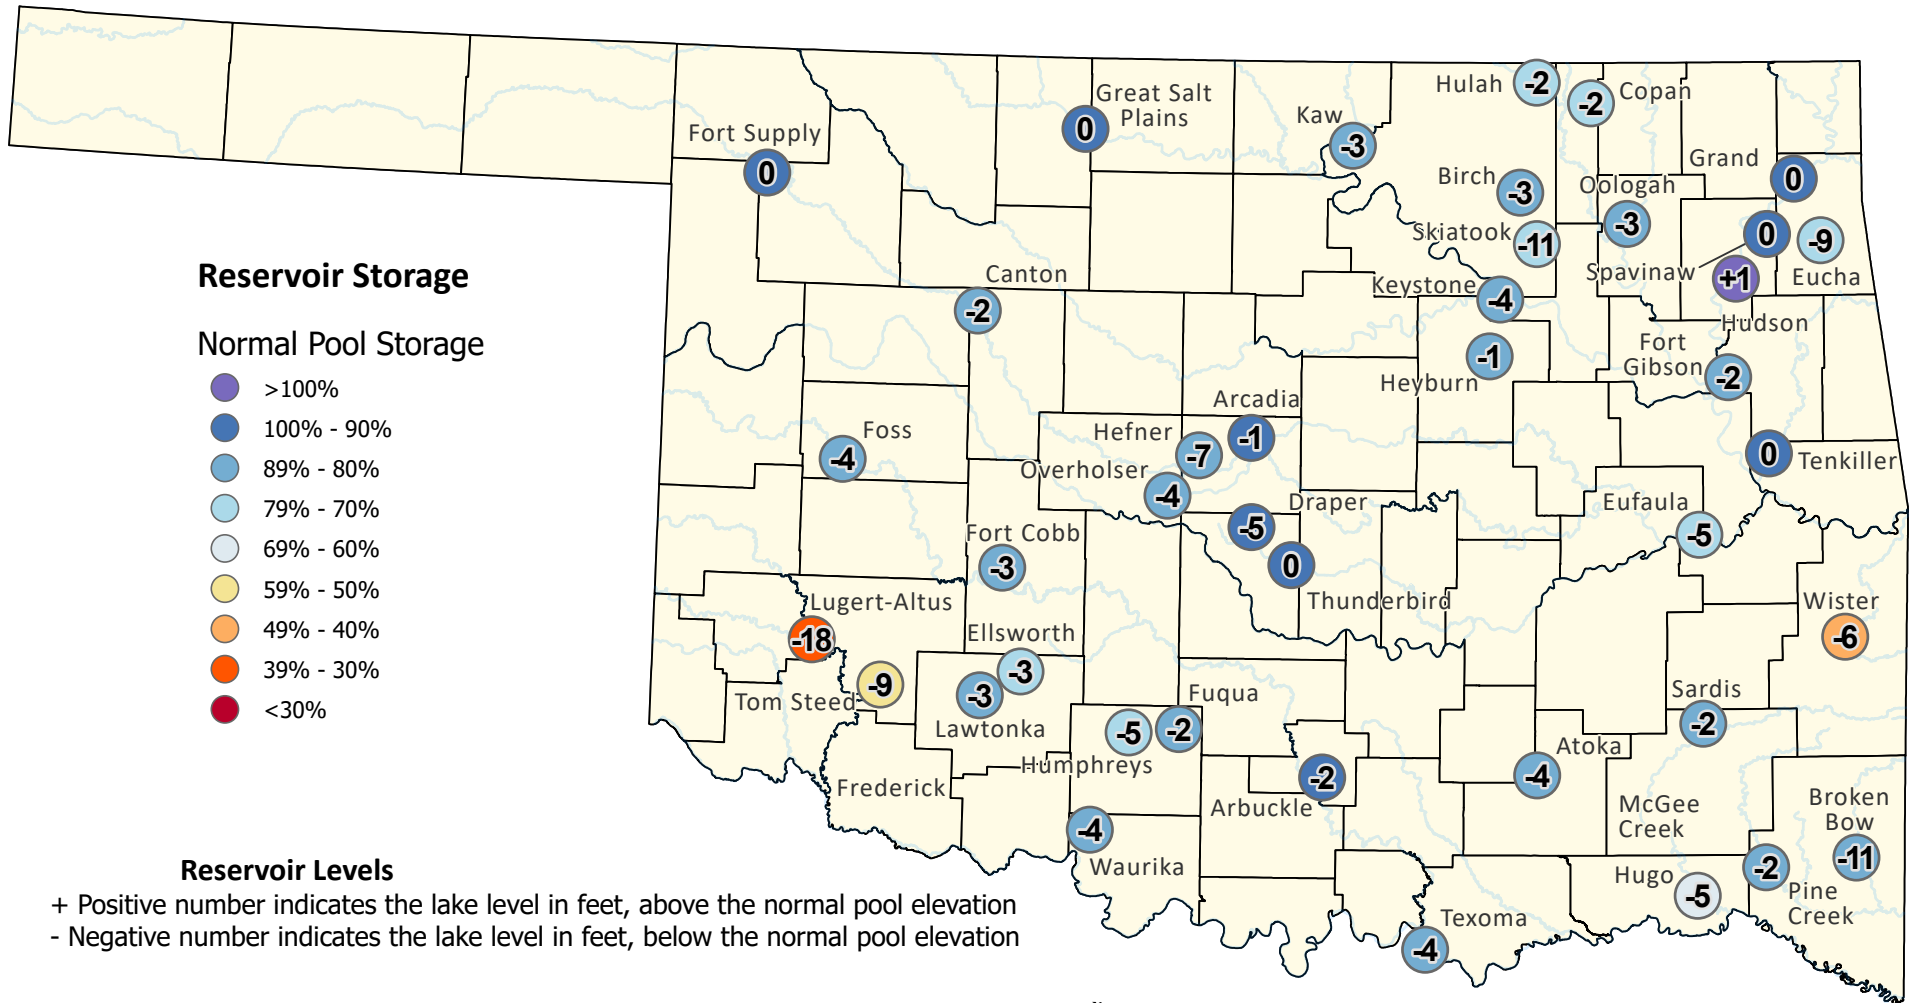 Hulah
-2
-2
Copan
Great Salt
Plains
0
Kaw
-3
Fort Supply
0
Grand
0
Birch
-3
Oologah
-3
Skiatook
-11
0
-9
Spavinaw
+1
Eucha
Reservoir Storage
Canton
-2
Keystone
-4
Hudson
Normal Pool Storage
>100%
100% - 90%
89% - 80%
79% - 70%
69% - 60%
59% - 50%
49% - 40%
39% - 30%
<30%
-1
Heyburn
Fort
Gibson
-2
Arcadia
-1
Foss
-4
Hefner
-7
Overholser
-4
0
Tenkiller
Draper
-5
Eufaula
-5
Fort Cobb
-3
0
Thunderbird
Lugert-Altus
-18
Wister
-6
Ellsworth
-3
-9
Tom Steed
-3
Lawtonka
Fuqua
-5
-2
Humphreys
Sardis
-2
Atoka
-4
Frederick
-2
Arbuckle
McGee
Creek
Broken
Bow
-11
-4
Waurika
-2
Pine
Creek
Hugo
-5
Texoma
-4
Reservoir Levels
+ Positive number indicates the lake level in feet, above the normal pool elevation
- Negative number indicates the lake level in feet, below the normal pool elevation